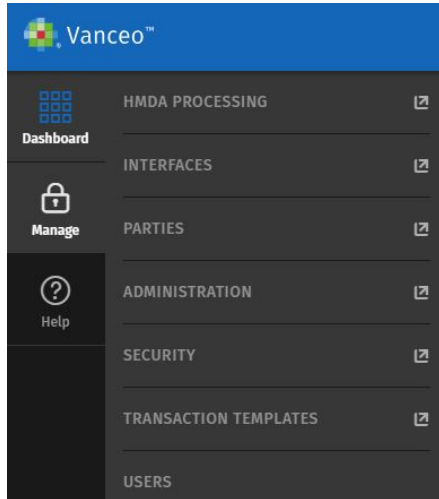 Vanceo™
Dashboard
Manage
Help
HMDA PROCESSING
INTERFACES
PARTIES
ADMINISTRATION
SECURITY
TRANSACTION TEMPLATES
USERS